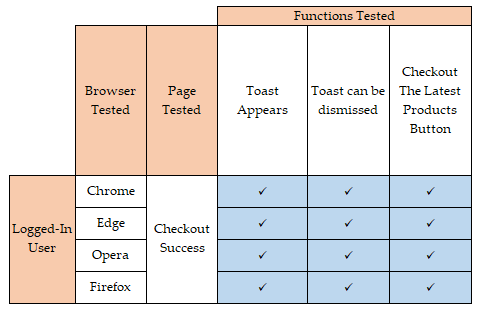 Functions Tested
Browser
Tested
Page
Tested
Toast
Appears
Toast can be
dismissed
Checkout
The Latest
Products
Button
Logged-In
User
Chrome
✓ ✓ ✓
Edge
✓ ✓ ✓
Checkout
Success
Opera
✓ ✓ ✓
Firefox
✓ ✓ ✓